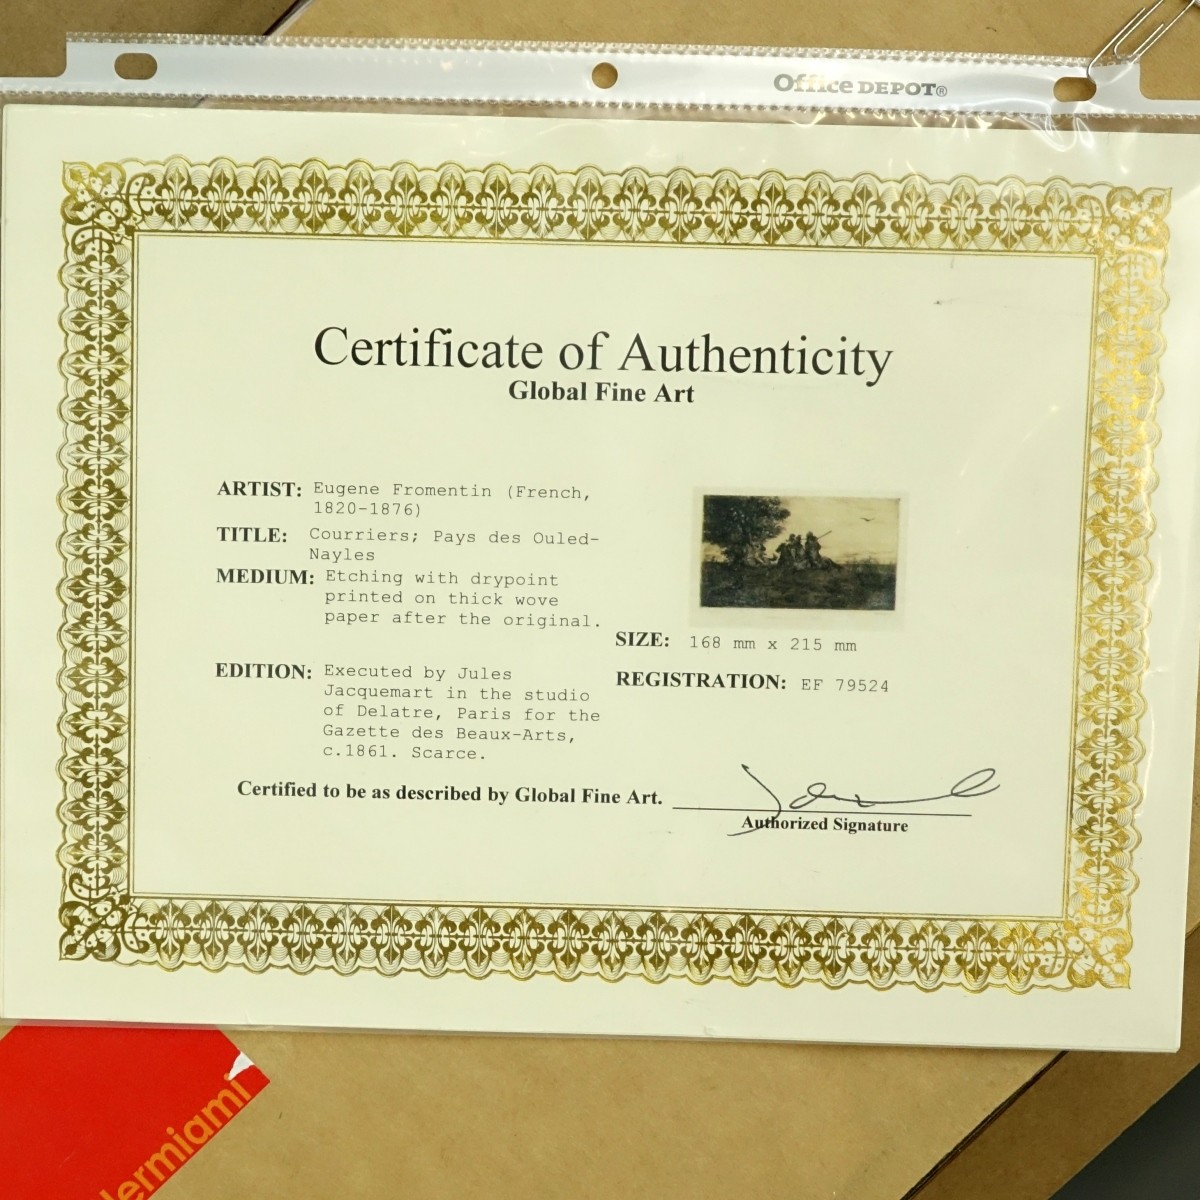 Office DEPOT®
Certificate of Authenticity
Global Fine Art
ARTIST: Eugene Fromentin (French,
1820-1876)
TITLE: Courriers; Pays des Ouled-
Nayles
MEDIUM: Etching with drypoint
printed on thick wove
paper after the original.
SIZE: 168 mm x 215 mm
EDITION: Executed by Jules
Jacquemart in the studio
of Delatre, Paris for the
Gazette des Beaux-Arts,
c.1861. Scarce.
REGISTRATION: EF 79524
Certified to be as described by Global Fine Art.
Authorized Signature
dermiami